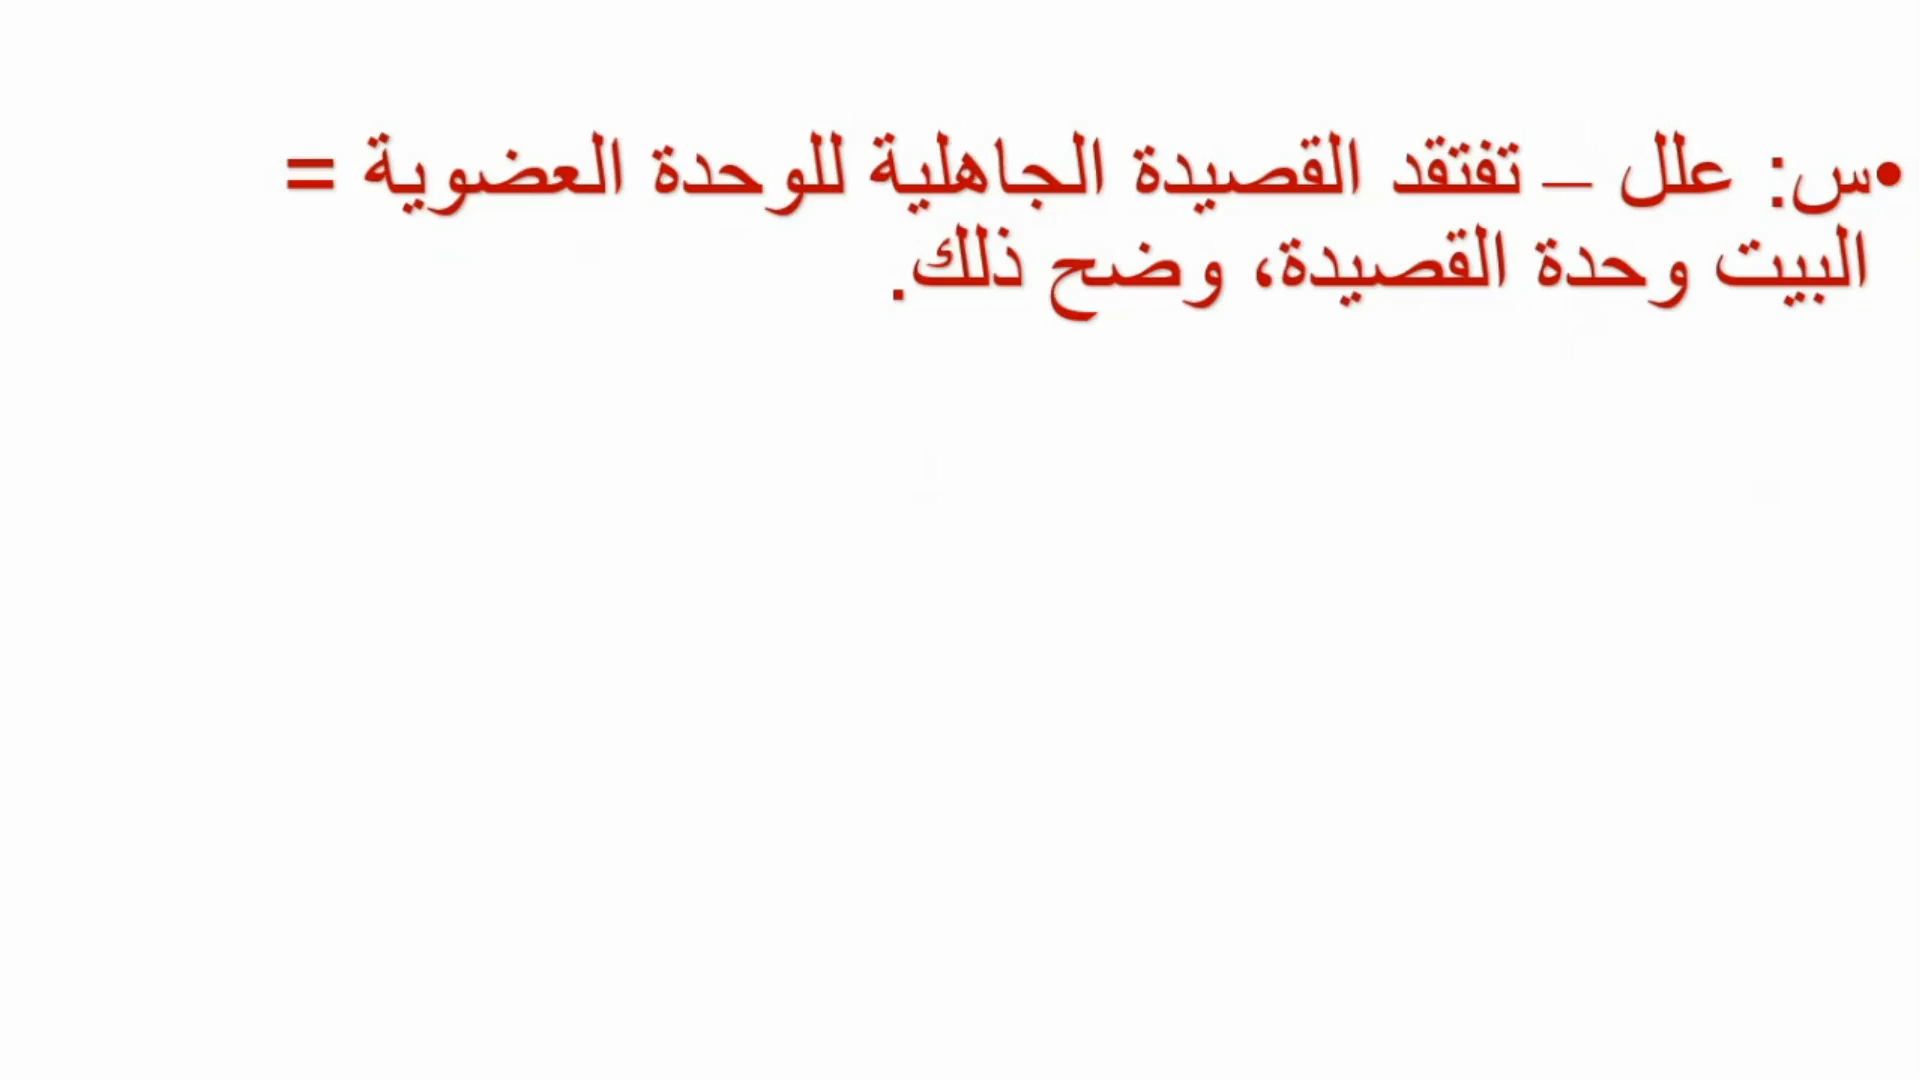 •س: علل – تفتقد القصيدة الجاهلية للوحدة العضوية =
البيت وحدة القصيدة، وضح ذلك.